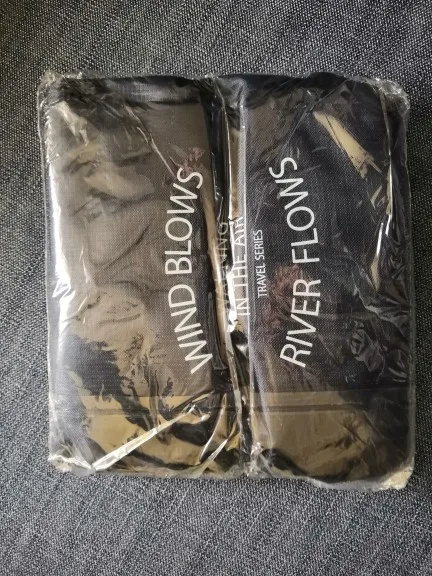 WIND BLOWS
IN THE AIR
TRAVEL SERIES
RIVER FLOWS